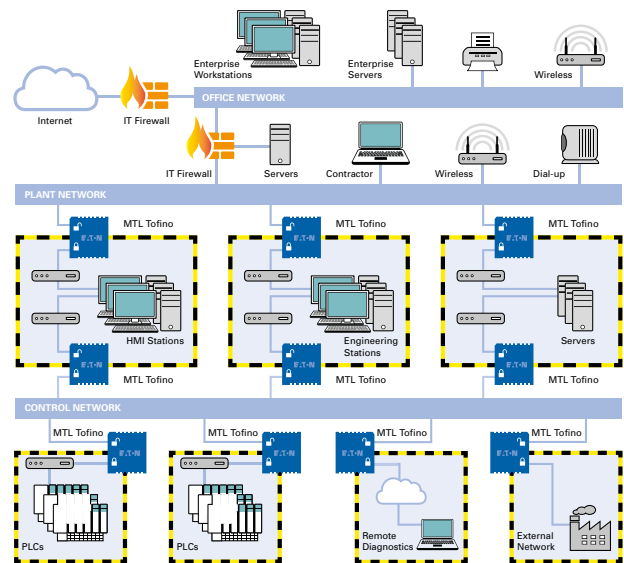 Enterprise
Workstations
Enterprise
Servers
Wireless
OFFICE NETWORK
Internet
IT Firewall
IT Firewall
Servers
Contractor
Wireless
Dial-up
PLANT NETWORK
MTL Tofino
MTL Tofino
MTL Tofino
E·T·N
E·T·N
E·T·N
HMI Stations
Engineering
Stations
Servers
E·T·N
E·T·N
E·T·N
MTL Tofino
MTL Tofino
MTL Tofino
CONTROL NETWORK
MTL Tofino
MTL Tofino
MTL Tofino
MTL Tofino
E·T·N
E·T·N
E·T·N
E·T·N
PLCs
PLCs
Remote
Diagnostics
External
Network